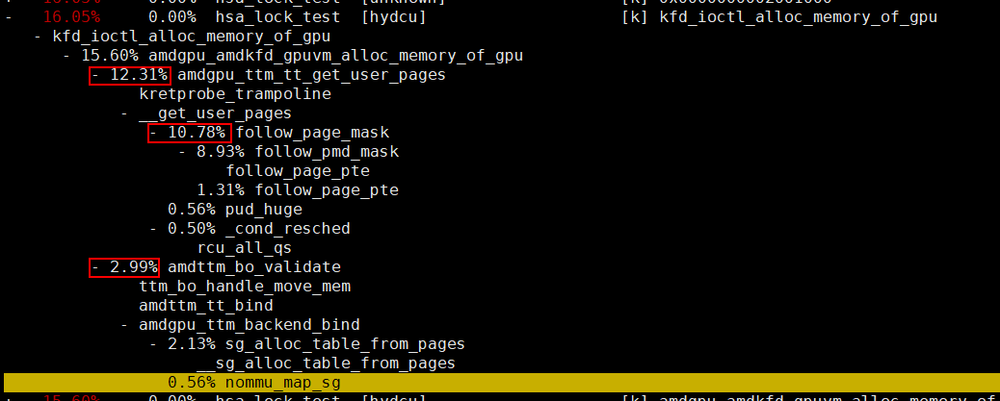 - 16.05% 0.00% hsa_lock_test [hydcu] [k] kfd_ioctl_alloc_memory_of_gpu
- kfd_ioctl_alloc_memory_of_gpu
- 15.60% amdgpu_amdkfd_gpuvm_alloc_memory_of_gpu
- 12.31% amdgpu_ttm_tt_get_user_pages
kretprobe_trampoline
- __get_user_pages
- 10.78% follow_page_mask
- 8.93% follow_pmd_mask
follow_page_pte
1.31% follow_page_pte
0.56% pud_huge
- 0.50% _cond_resched
rcu_all_qs
- 2.99% amdttm_bo_validate
ttm_bo_handle_move_mem
amdttm_tt_bind
- amdgpu_ttm_backend_bind
- 2.13% sg_alloc_table_from_pages
__sg_alloc_table_from_pages
0.56% nommu_map_sg
15.60% 0.00% hsa_lock_test [hydcu] [k] amdgpu_amdkfd_gpuvm_alloc_memory_of